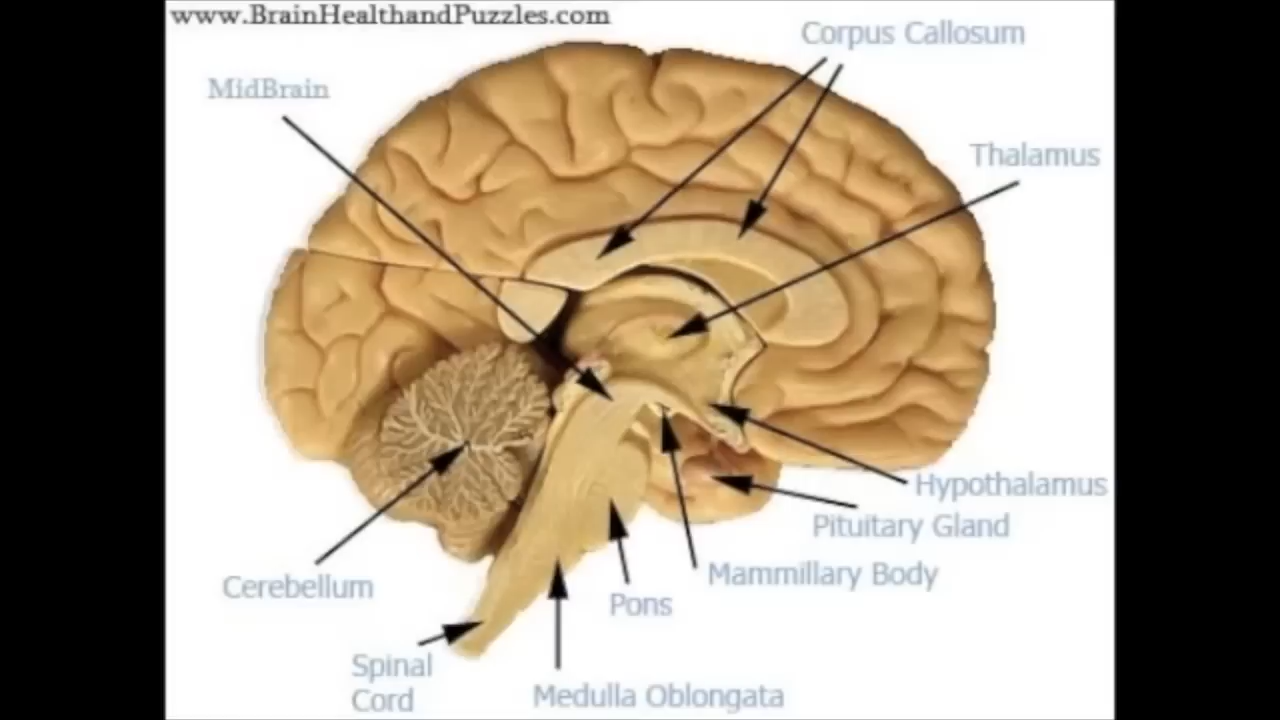 www.BrainHealthandPuzzles.com
Corpus Callosum
MidBrain
Thalamus
Hypothalamus
Pituitary Gland
Mammillary Body
Cerebellum
Pons
Spinal
Cord
Medulla Oblongata